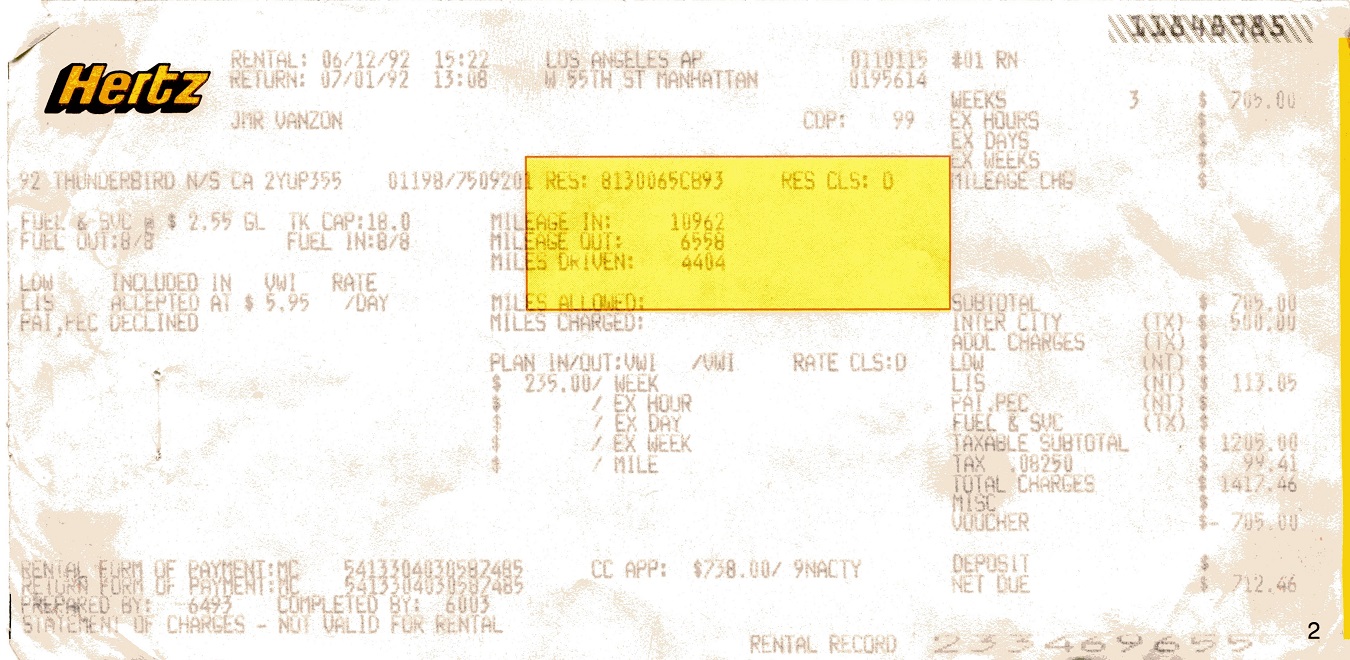 11848985
Hertz
RENTAL: 06/12/92 15:22 LOS ANGELES AP 0110115 #01 RN
RETURN: 07/01/92 13:08 W 55TH ST MANHATTAN 0195614
WEEKS 3 $ 705.00
JMR VANZON CDP: 99 EX HOURS $
EX DAYS $
EX WEEKS $
92 THUNDERBIRD N/S CA 2YUP355 01198/7509201 RES: 8130065CB93 RES CLS: D MILEAGE CHG $
FUEL & SVC @ $ 2.55 GL TK CAP:18.0 MILEAGE IN: 10962
FUEL OUT:8/8 FUEL IN:8/8 MILEAGE OUT: 6558
MILES DRIVEN: 4404
LDW INCLUDED IN VWI RATE
LIS ACCEPTED AT $ 5.95 /DAY MILES ALLOWED: SUBTOTAL $ 705.00
PAI,PEC DECLINED MILES CHARGED: INTER CITY (TX) $ 500.00
ADDL CHARGES (TX) $
PLAN IN/OUT:VWI /VWI RATE CLS:D LDW (NT) $
$ 235.00/ WEEK LIS (NT) $ 113.05
$ / EX HOUR PAI,PEC (NT) $
$ / EX DAY FUEL & SVC (TX) $
$ / EX WEEK TAXABLE SUBTOTAL $ 1205.00
$ / MILE TAX .08250 $ 99.41
TOTAL CHARGES $ 1417.46
MISC $
VOUCHER $- 705.00
RENTAL FORM OF PAYMENT:MC 5413304030587485 CC APP: $738.00/ 9NACTY DEPOSIT $
RETURN FORM OF PAYMENT:MC 5413304030587485 NET DUE $ 712.46
PREPARED BY: 6493 COMPLETED BY: 6003
STATEMENT OF CHARGES - NOT VALID FOR RENTAL
RENTAL RECORD 233469655
2